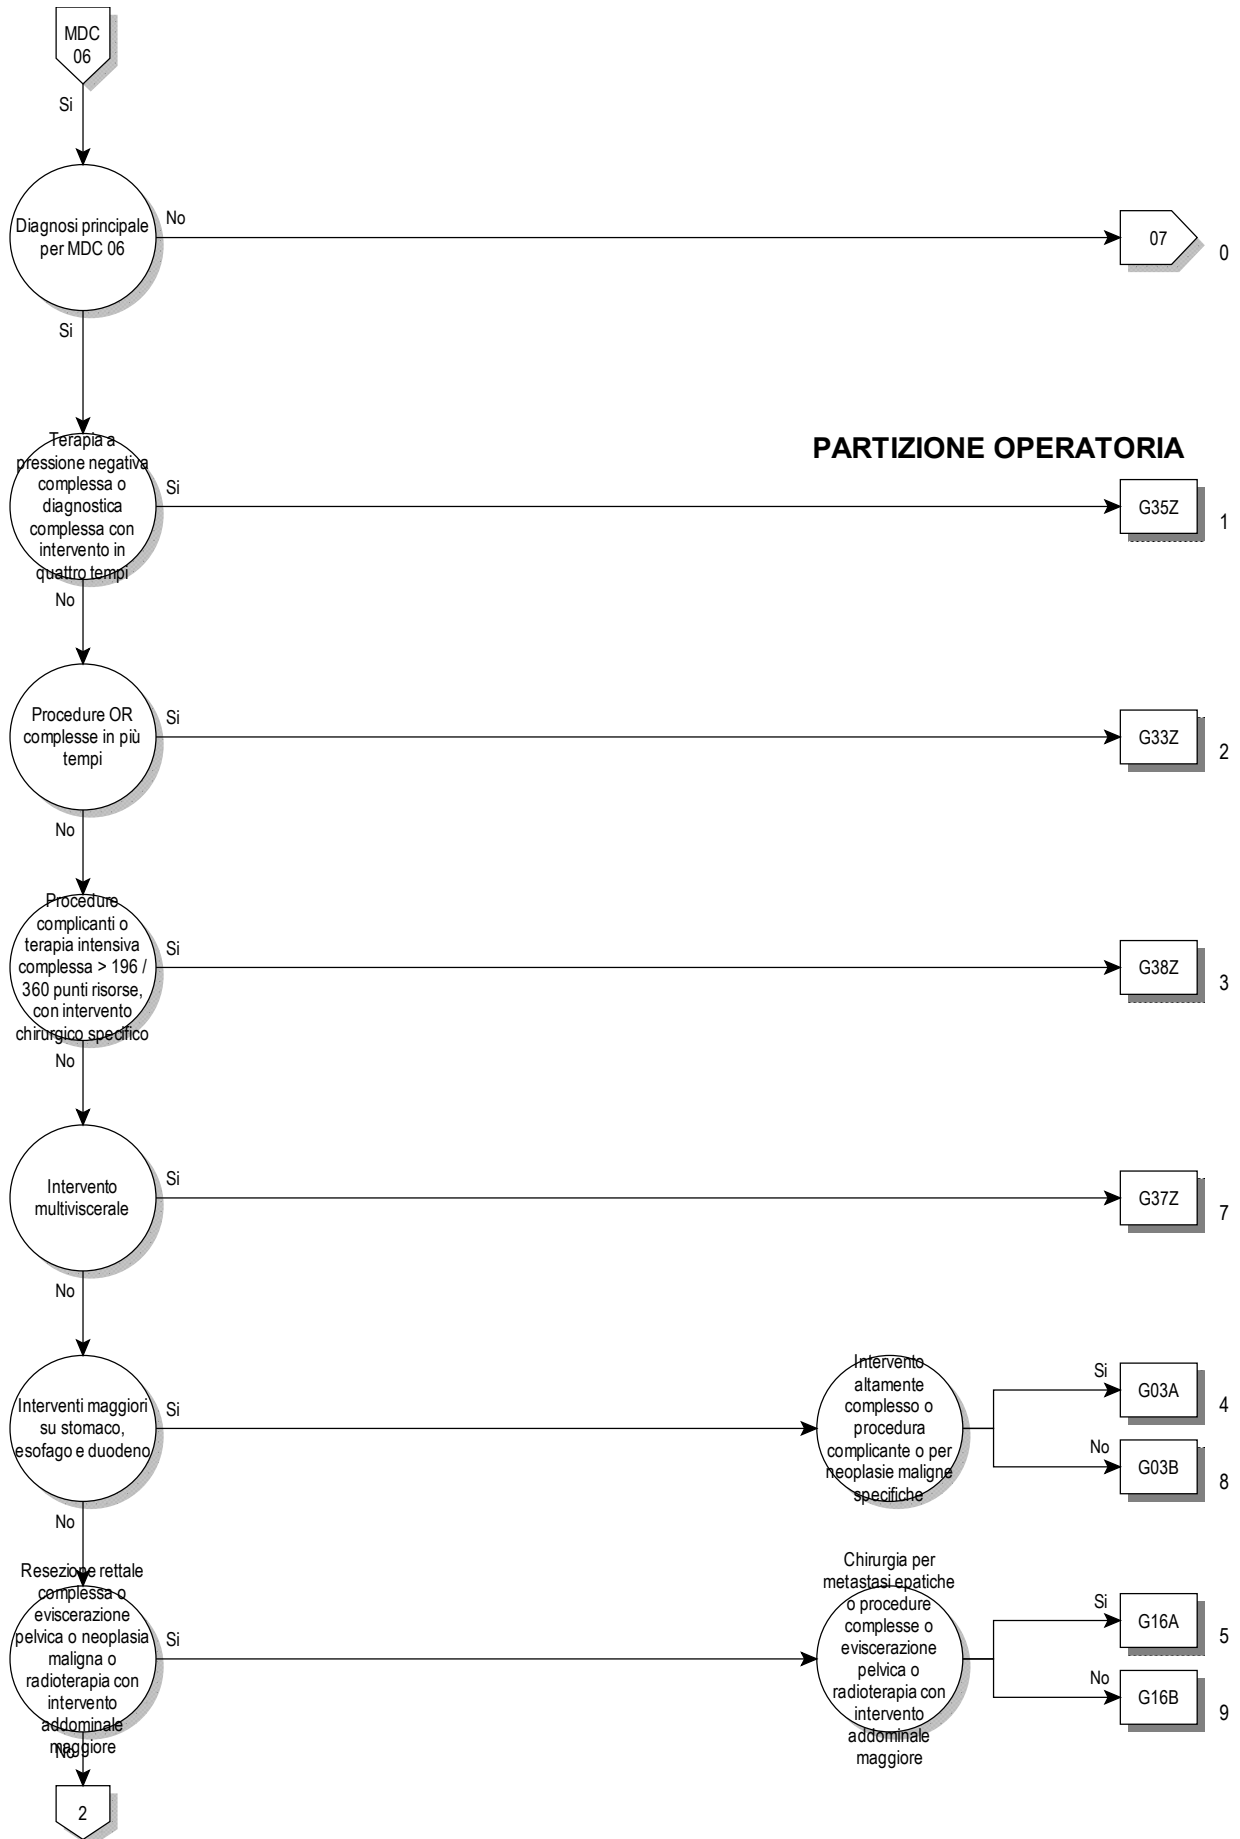 MDC
06
Si
Diagnosi principale
per MDC 06
No
07
0
Si
PARTIZIONE OPERATORIA
Terapia a
pressione negativa
complessa o
diagnostica
complessa con
intervento in
quattro tempi
Si
G35Z
1
No
Procedure OR
complesse in più
tempi
Si
G33Z
2
No
Procedure
complicanti o
terapia intensiva
complessa > 196 /
360 punti risorse,
con intervento
chirurgico specifico
Si
G38Z
3
No
Intervento
multiviscerale
Si
G37Z
7
No
Interventi maggiori
su stomaco,
esofago e duodeno
Si
Intervento
altamente
complesso o
procedura
complicante o per
neoplasie maligne
specifiche
Si
G03A
4
No
G03B
8
No
Resezione rettale
complessa o
eviscerazione
pelvica o neoplasia
maligna o
radioterapia con
intervento
addominale
maggiore
Si
Chirurgia per
metastasi epatiche
o procedure
complesse o
eviscerazione
pelvica o
radioterapia con
intervento
addominale
maggiore
Si
G16A
5
No
G16B
9
No
2